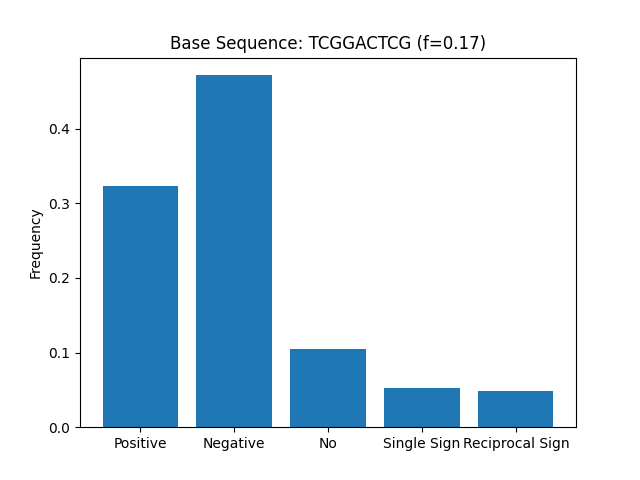 Base Sequence: TCGGACTCG (f=0.17)
Frequency
0.4
0.3
0.2
0.1
0.0
Positive Negative No Single Sign Reciprocal Sign